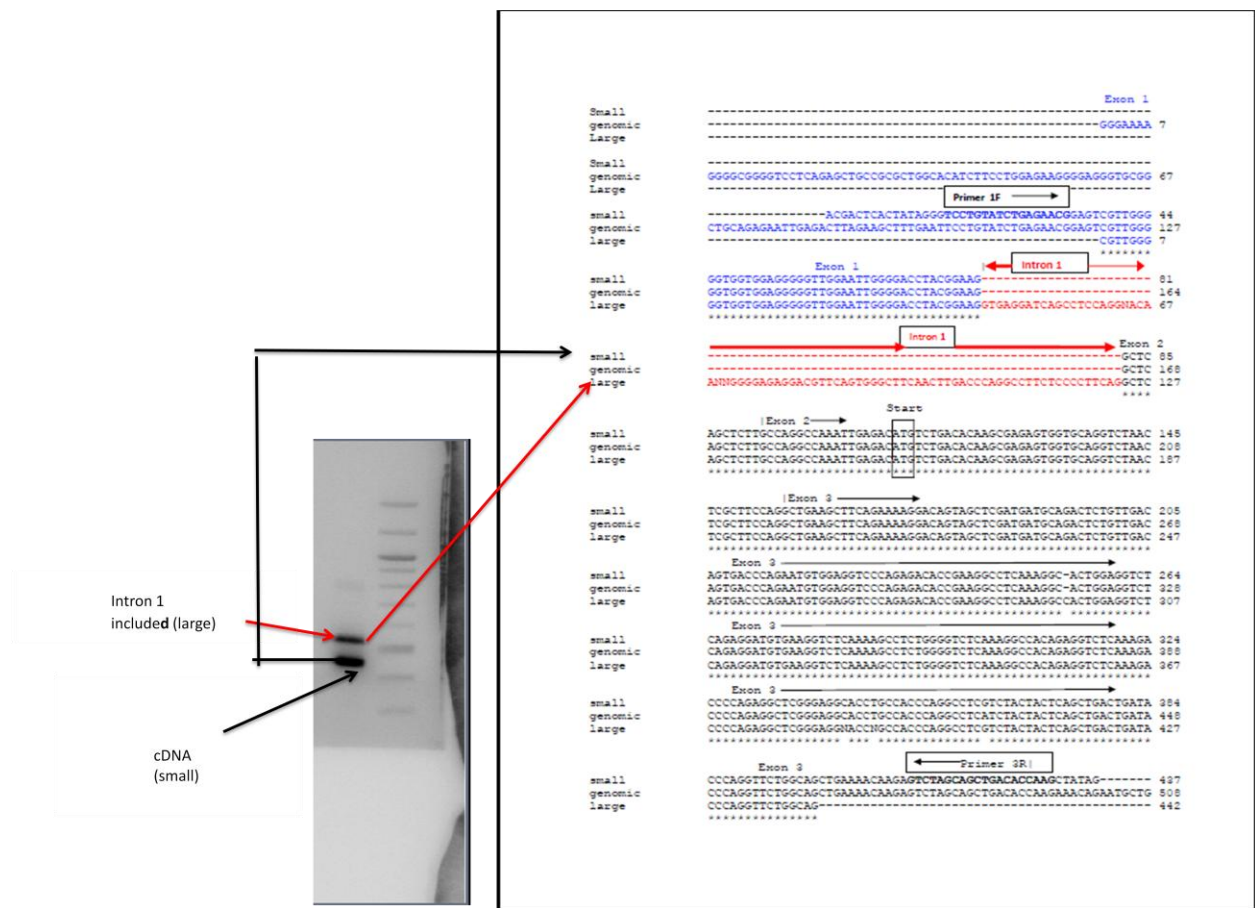 Exon 1
Small ------------------------------------------------------------
genomic -----------------------------------------------------GGGAAAA 7
Large ------------------------------------------------------------
Small ------------------------------------------------------------
genomic GGGGCGGGGTCCTCAGAGCTGCCGCGCTGGCACATCTTCCTGGAGAAGGGGAGGGTGCGG 67
Large ------------------------------------------------------------
Primer 1F
small ----------------ACGACTCACTATAGGGTCCTGTATCTGAGAACGGAGTCGTTGGG 44
genomic CTGCAGAGAATTGAGACTTAGAAGCTTTGAATTCCTGTATCTGAGAACGGAGTCGTTGGG 127
large -----------------------------------------------------CGTTGGG 7
*******
Exon 1 | Intron 1
small GGTGGTGGAGGGGGTTGGAATTGGGGACCTACGGAAG----------------------- 81
genomic GGTGGTGGAGGGGGTTGGAATTGGGGACCTACGGAAG----------------------- 164
large GGTGGTGGAGGGGGTTGGAATTGGGGACCTACGGAAGGTGAGGATCAGCCTCCAGGNACA 67
*************************************
Intron 1
Exon 2
small --------------------------------------------------------GCTC 85
genomic --------------------------------------------------------GCTC 168
large ANNGGGGAGAGGACGTTCAGTGGGCTTCAACTTGACCCAGGCCTTCTCCCCTTCAGGCTC 127
****
Start
|Exon 2
small AGCTCTTGCCAGGCCAAATTGAGACATGTCTGACACAAGCGAGAGTGGTGCAGGTCTAAC 145
genomic AGCTCTTGCCAGGCCAAATTGAGACATGTCTGACACAAGCGAGAGTGGTGCAGGTCTAAC 208
large AGCTCTTGCCAGGCCAAATTGAGACATGTCTGACACAAGCGAGAGTGGTGCAGGTCTAAC 187
************************************************************
|Exon 3
small TCGCTTCCAGGCTGAAGCTTCAGAAAAGGACAGTAGCTCGATGATGCAGACTCTGTTGAC 205
genomic TCGCTTCCAGGCTGAAGCTTCAGAAAAGGACAGTAGCTCGATGATGCAGACTCTGTTGAC 268
large TCGCTTCCAGGCTGAAGCTTCAGAAAAGGACAGTAGCTCGATGATGCAGACTCTGTTGAC 247
************************************************************
Exon 3
small AGTGACCCAGAATGTGGAGGTCCCAGAGACACCGAAGGCCTCAAAGGC-ACTGGAGGTCT 264
genomic AGTGACCCAGAATGTGGAGGTCCCAGAGACACCGAAGGCCTCAAAGGCCACTGGAGGTCT 328
large AGTGACCCAGAATGTGGAGGTCCCAGAGACACCGAAGGCCTCAAAGGCCACTGGAGGTCT 307
************************************************ ***********
Exon 3
small CAGAGGATGTGAAGGTCTCAAAAGCCTCTGGGGTCTCAAAGGCCACAGAGGTCTCAAAGA 324
genomic CAGAGGATGTGAAGGTCTCAAAAGCCTCTGGGGTCTCAAAGGCCACAGAGGTCTCAAAGA 388
large CAGAGGATGTGAAGGTCTCAAAAGCCTCTGGGGTCTCAAAGGCCACAGAGGTCTCAAAGA 367
************************************************************
Exon 3
small CCCCAGAGGCTCGGGAGGCACCTGCCACCCAGGCCTCGTCTACTACTCAGCTGACTGATA 384
genomic CCCCAGAGGCTCGGGAGGCACCTGCCACCCAGGCCTCATCTACTACTCAGCTGACTGATA 448
large CCCCAGAGGCTCGGGAGGNACCNGCCACCCAGGCCTCGTCTACTACTCAGCTGACTGATA 427
****************** *** ************** **********************
Exon 3
Primer 3R|
small CCCAGGTTCTGGCAGCTGAAAACAAGAGTCTAGCAGCTGACACCAAGCTATAG------- 437
genomic CCCAGGTTCTGGCAGCTGAAAACAAGAGTCTAGCAGCTGACACCAAGAAACAGAATGCTG 508
large CCCAGGTTCTGGCAG--------------------------------------------- 442
***************
Intron 1
included (large)
cDNA
(small)